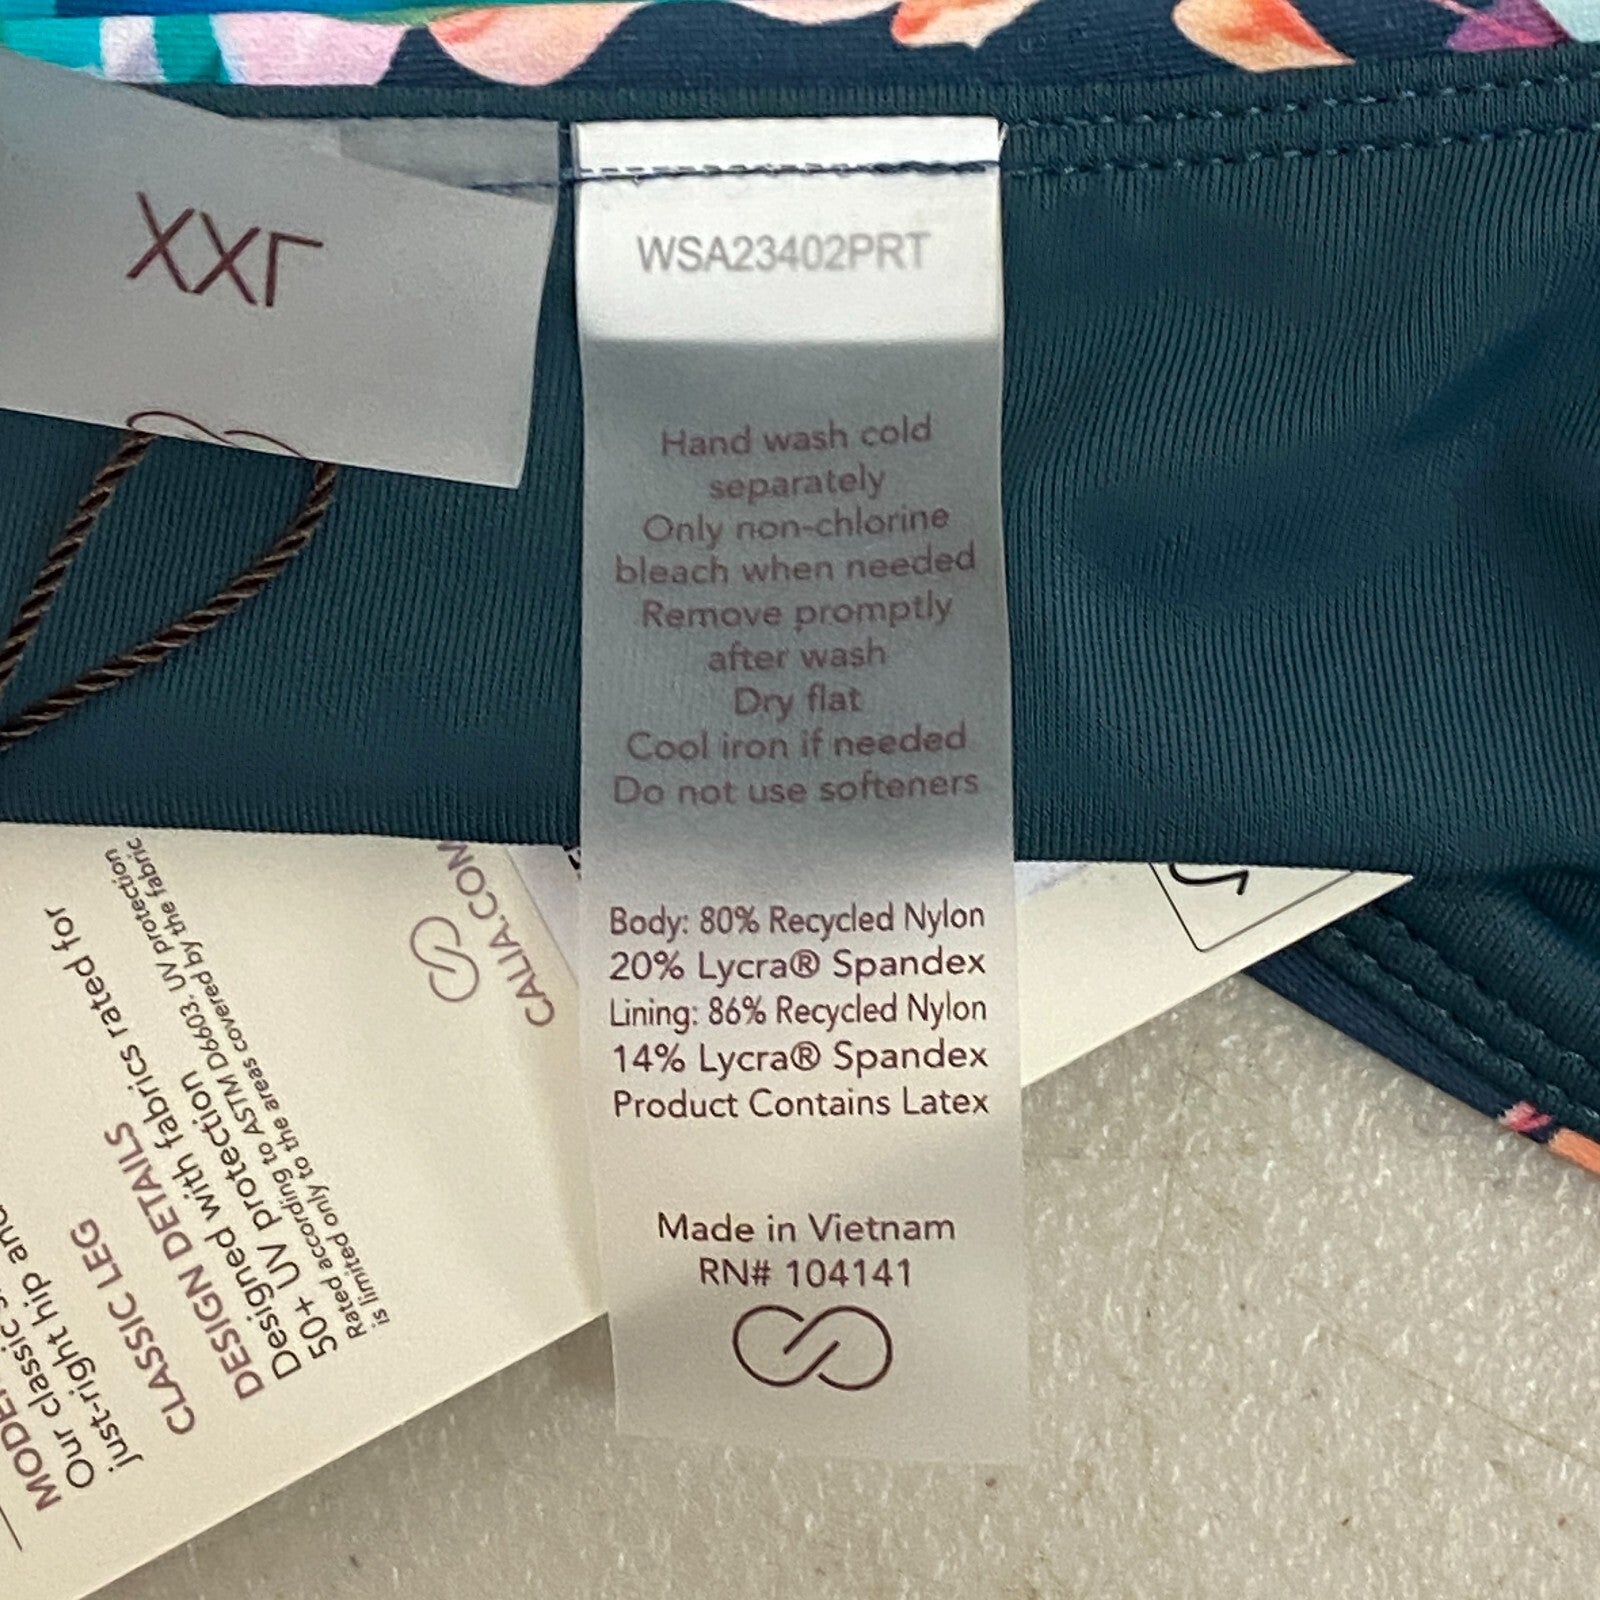 XXL
WSA23402PRT
Hand wash cold
separately
Only non-chlorine
bleach when needed
Remove promptly
after wash
Dry flat
Cool iron if needed
Do not use softeners
Body: 80% Recycled Nylon
20% Lycra® Spandex
Lining: 86% Recycled Nylon
14% Lycra® Spandex
Product Contains Latex
Made in Vietnam
RN# 104141
Our classic
just-right hip and
CLASSIC LEG
DESIGN DETAILS
Designed with fabrics rated for
50+ UV protection
Rated according to ASTM D6603. UV protection
is limited only to the areas covered by the fabric
CALIA.COM